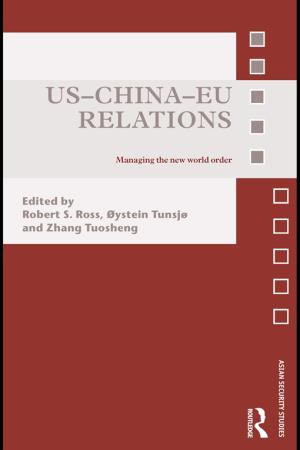 US–CHINA–EU
RELATIONS
Managing the new world order
Edited by
Robert S. Ross, Øystein Tunsjø
and Zhang Tuosheng
ASIAN SECURITY STUDIES
ROUTLEDGE